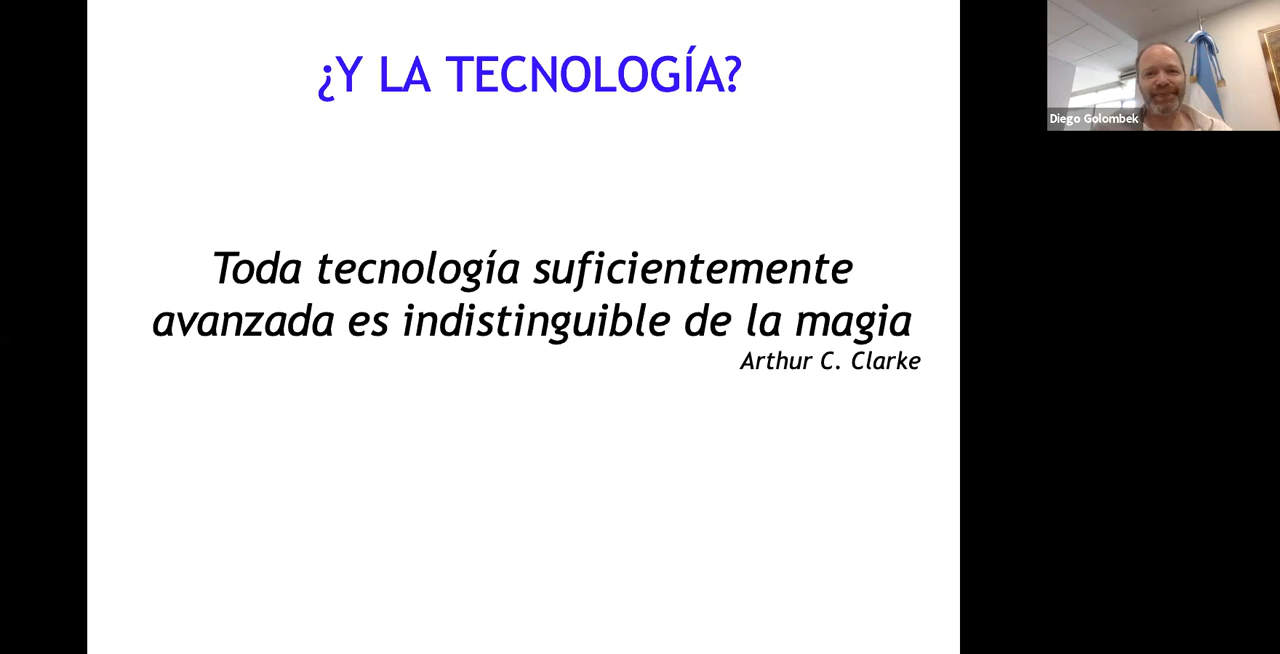 ¿Y LA TECNOLOGÍA?
Toda tecnología suficientemente
avanzada es indistinguible de la magia
Arthur C. Clarke
Diego Golombek